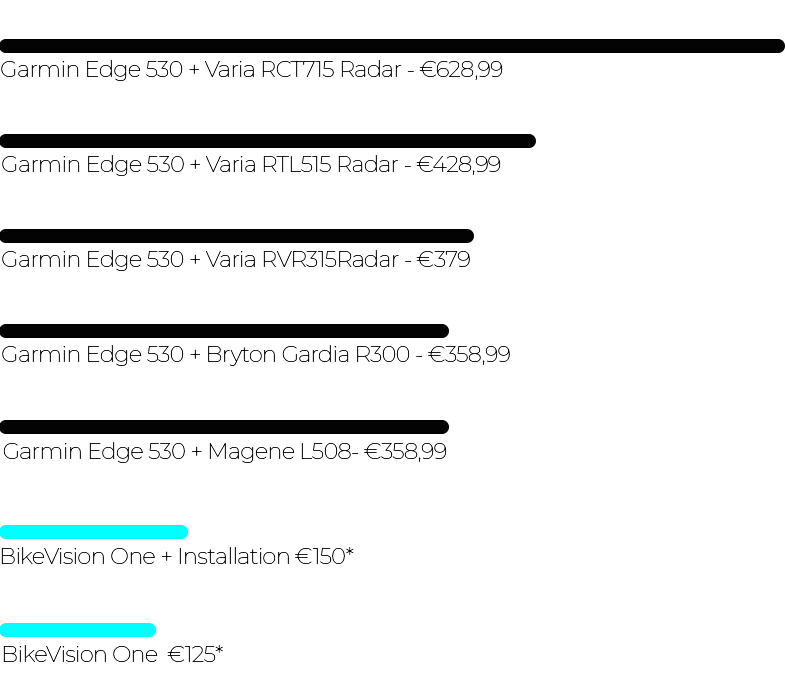 Garmin Edge 530 + Varia RCT715 Radar - €628,99
Garmin Edge 530 + Varia RTL515 Radar - €428,99
Garmin Edge 530 + Varia RVR315Radar - €379
Garmin Edge 530 + Bryton Gardia R300 - €358,99
Garmin Edge 530 + Magene L508- €358,99
BikeVision One + Installation €150*
BikeVision One  €125*